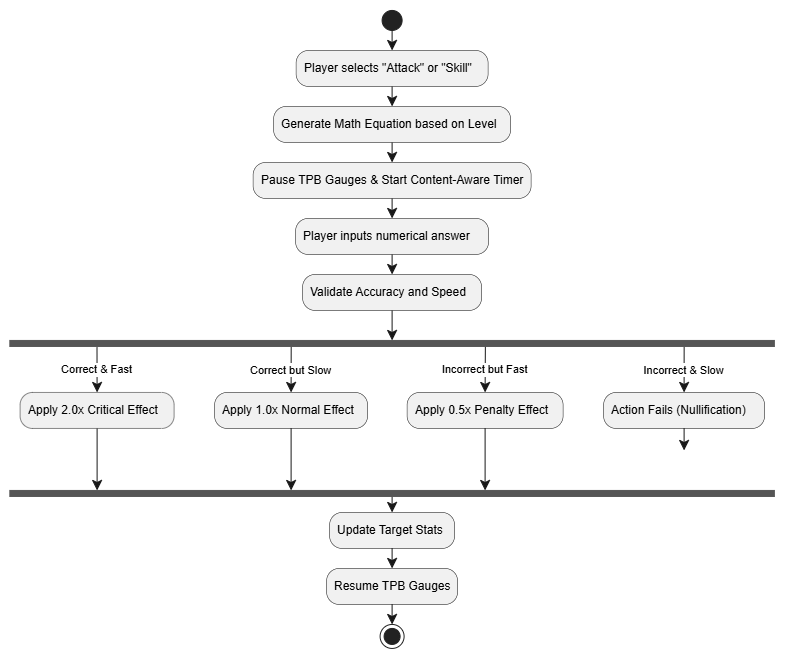 Player selects "Attack" or "Skill"
Generate Math Equation based on Level
Pause TPB Gauges & Start Content-Aware Timer
Player inputs numerical answer
Validate Accuracy and Speed
Correct & Fast
Correct but Slow
Incorrect but Fast
Incorrect & Slow
Apply 2.0x Critical Effect
Apply 1.0x Normal Effect
Apply 0.5x Penalty Effect
Action Fails (Nullification)
Update Target Stats
Resume TPB Gauges